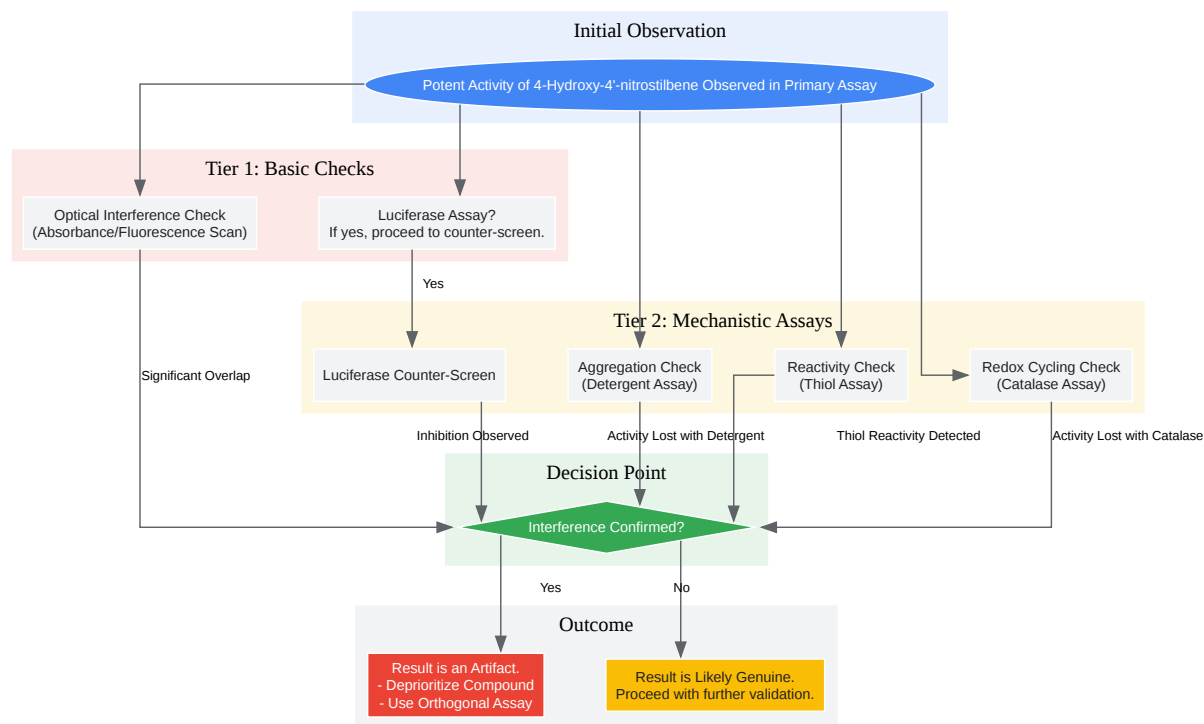 Initial Observation
Potent Activity of 4-Hydroxy-4'-nitrostilbene Observed in Primary Assay
Tier 1: Basic Checks
Optical Interference Check
(Absorbance/Fluorescence Scan)
Luciferase Assay?
If yes, proceed to counter-screen.
Yes
Tier 2: Mechanistic Assays
Luciferase Counter-Screen
Aggregation Check
(Detergent Assay)
Reactivity Check
(Thiol Assay)
Redox Cycling Check
(Catalase Assay)
Significant Overlap
Inhibition Observed
Activity Lost with Detergent
Thiol Reactivity Detected
Activity Lost with Catalase
Decision Point
Interference Confirmed?
Yes
No
Outcome
Result is an Artifact.
- Deprioritize Compound
- Use Orthogonal Assay
Result is Likely Genuine.
Proceed with further validation.